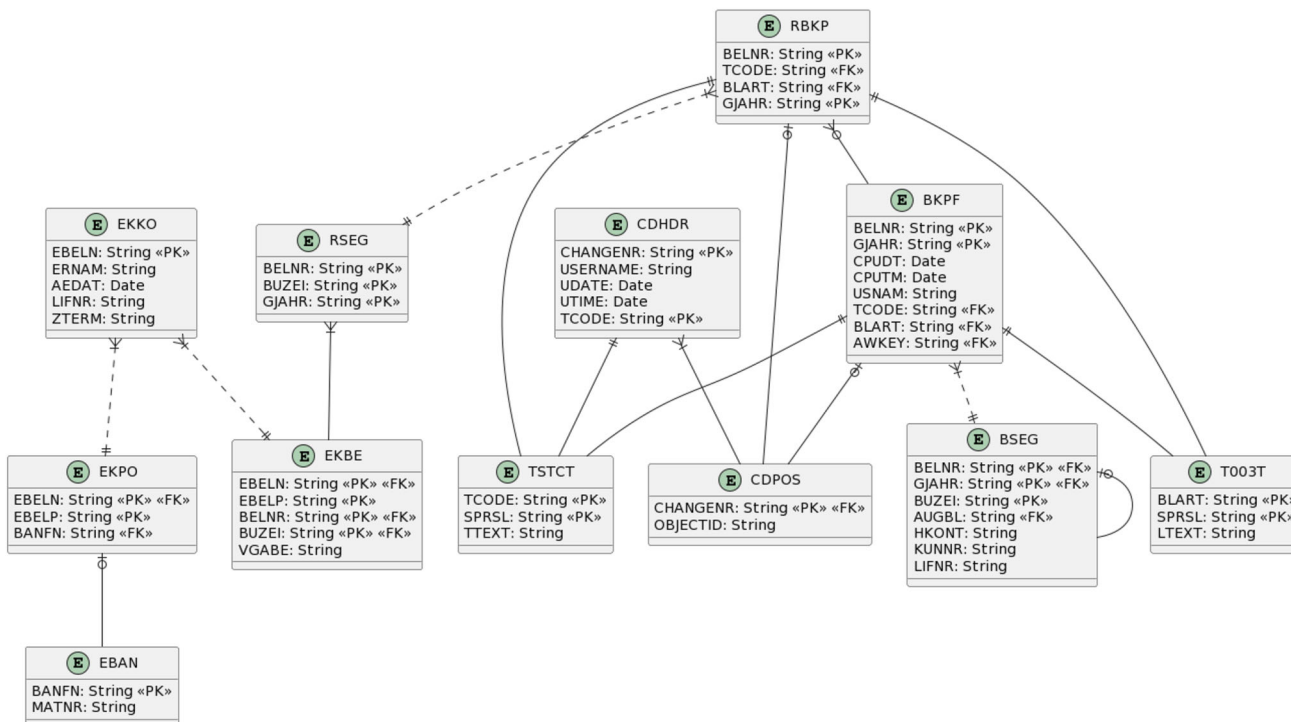 E RBKP
BELNR: String «PK»
TCODE: String «FK»
BLART: String «FK»
GJAHR: String «PK»
E EKKO
EBELN: String «PK»
ERNAM: String
AEDAT: Date
LIFNR: String
ZTERM: String
E RSEG
BELNR: String «PK»
BUZEI: String «PK»
GJAHR: String «PK»
E CDHDR
CHANGENR: String «PK»
USERNAME: String
UDATE: Date
UTIME: Date
TCODE: String «PK»
E BKPF
BELNR: String «PK»
GJAHR: String «PK»
CPUDT: Date
CPUTM: Date
USNAM: String
TCODE: String «FK»
BLART: String «FK»
AWKEY: String «FK»
E EKPO
EBELN: String «PK» «FK»
EBELP: String «PK»
BANFN: String «FK»
E EKBE
EBELN: String «PK» «FK»
EBELP: String «PK»
BELNR: String «PK» «FK»
BUZEI: String «PK» «FK»
VGABE: String
E TSTCT
TCODE: String «PK»
SPRSL: String «PK»
TTEXT: String
E CDPOS
CHANGENR: String «PK» «FK»
OBJECTID: String
E BSEG
BELNR: String «PK» «FK»
GJAHR: String «PK» «FK»
BUZEI: String «PK»
AUGBL: String «FK»
HKONT: String
KUNNR: String
LIFNR: String
E T003T
BLART: String «PK»
SPRSL: String «PK»
LTEXT: String
E EBAN
BANFN: String «PK»
MATNR: String